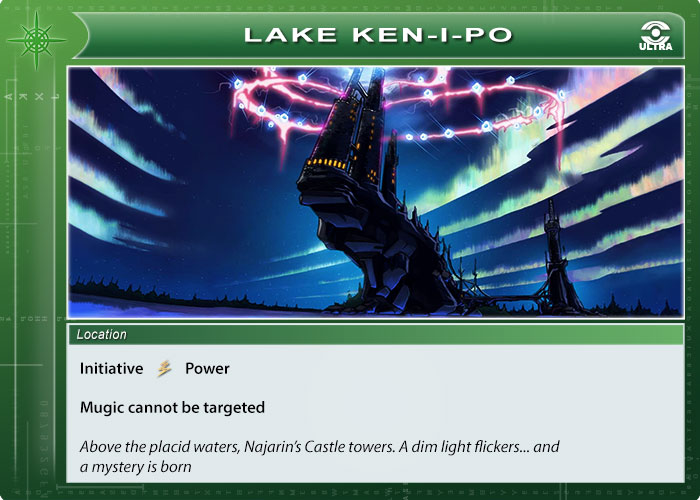 LAKE KEN-I-PO
ULTRA
Location
Initiative Power
Mugic cannot be targeted
Above the placid waters, Najarin's Castle towers. A dim light flickers... and
a mystery is born